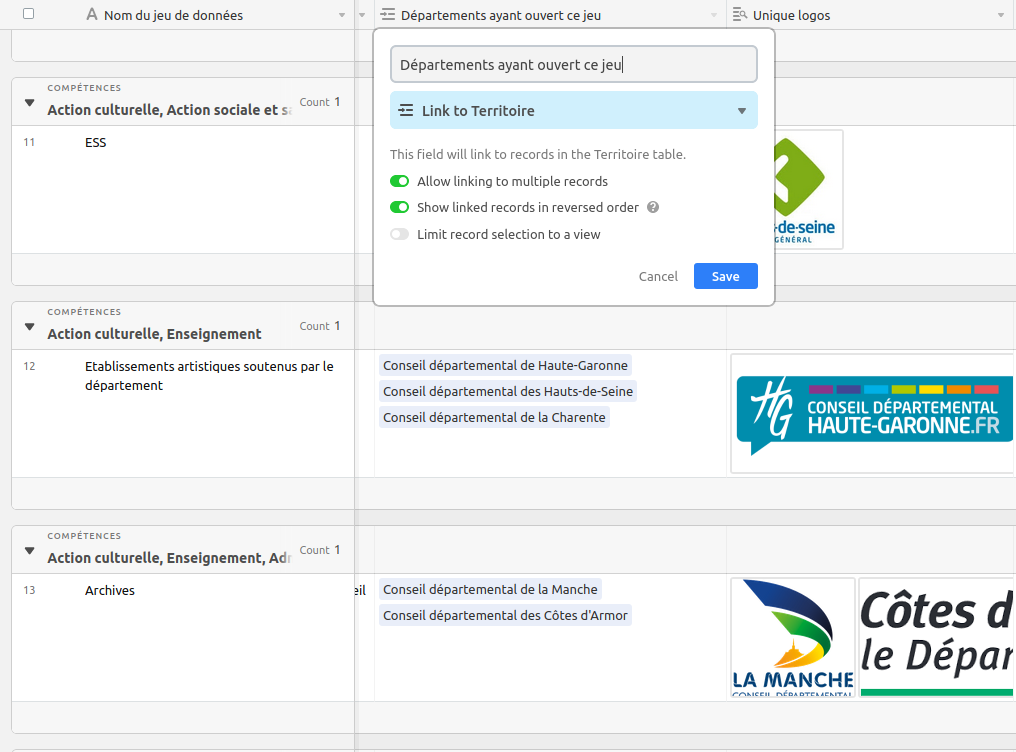 Nom du jeu de données
Départements ayant ouvert ce jeu
Unique logos
Départements ayant ouvert ce jeu
Link to Territoire
This field will link to records in the Territoire table.
Allow linking to multiple records
Show linked records in reversed order
Limit record selection to a view
Cancel
Save
COMPÉTENCES
Action culturelle, Action sociale et
Count 1
11
ESS
-de-seine
GÉNÉRAL
COMPÉTENCES
Action culturelle, Enseignement
Count 1
12
Etablissements artistiques soutenus par le
département
Conseil départemental de Haute-Garonne
Conseil départemental des Hauts-de-Seine
Conseil départemental de la Charente
HG
CONSEIL DÉPARTEMENTAL
HAUTE-GARONNE.FR
COMPÉTENCES
Action culturelle, Enseignement,
Count 1
13
Archives
eil
Conseil départemental de la Manche
Conseil départemental des Côtes d'Armor
LA MANCHE
CONSEIL DÉPARTEMENTAL
Côtes d
le Dépar